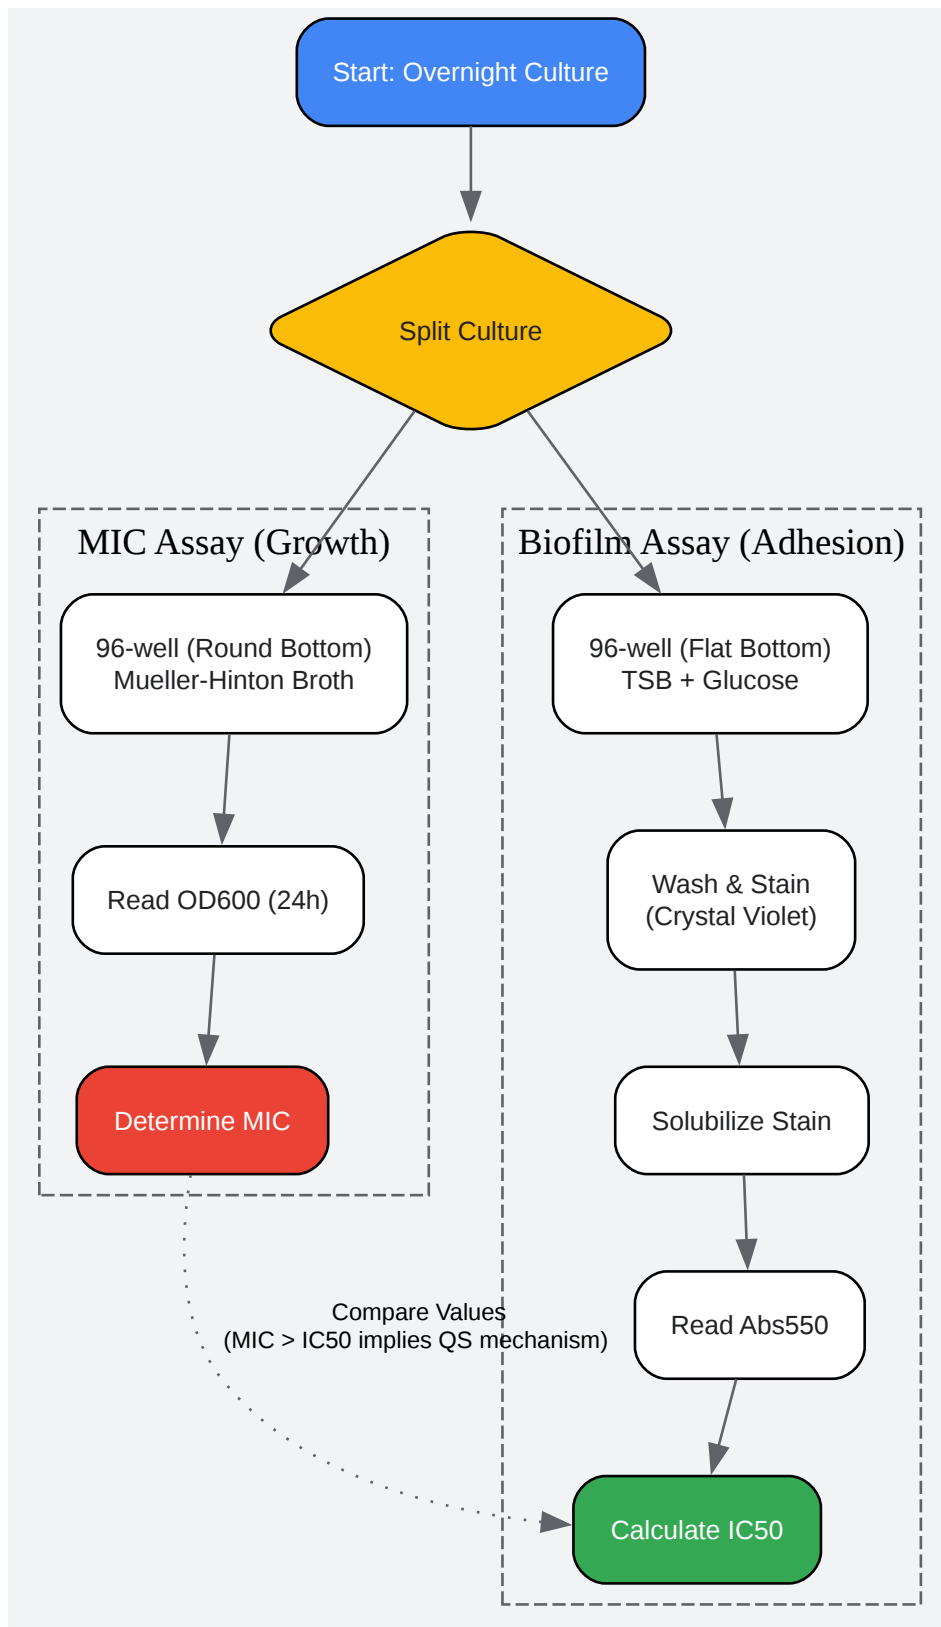 Start: Overnight Culture
Split Culture
MIC Assay (Growth)
96-well (Round Bottom)
Mueller-Hinton Broth
Read OD600 (24h)
Determine MIC
Biofilm Assay (Adhesion)
96-well (Flat Bottom)
TSB + Glucose
Wash & Stain
(Crystal Violet)
Solubilize Stain
Read Abs550
Compare Values
(MIC > IC50 implies QS mechanism)
Calculate IC50